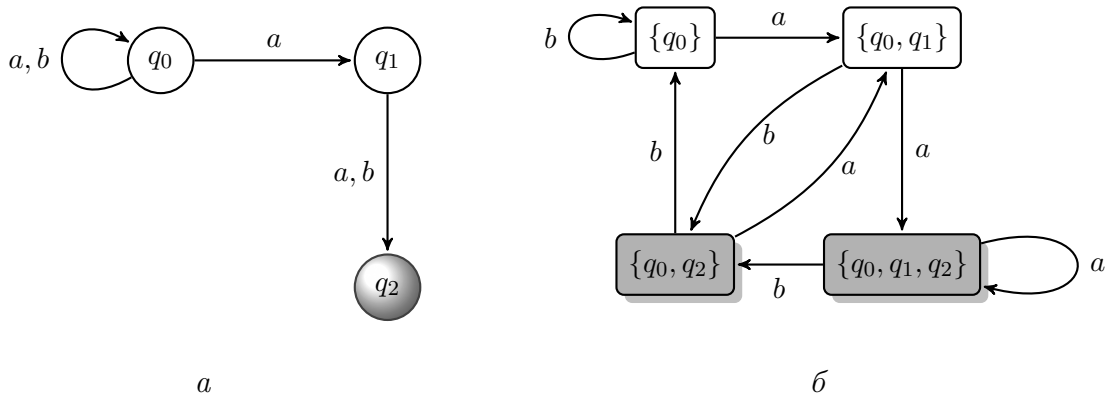 a, b
q₀
a
q₁
a, b
q₂
а
b
{q₀}
a
{q₀, q₁}
b
a
b
a
{q₀, q₂}
b
{q₀, q₁, q₂}
a
б